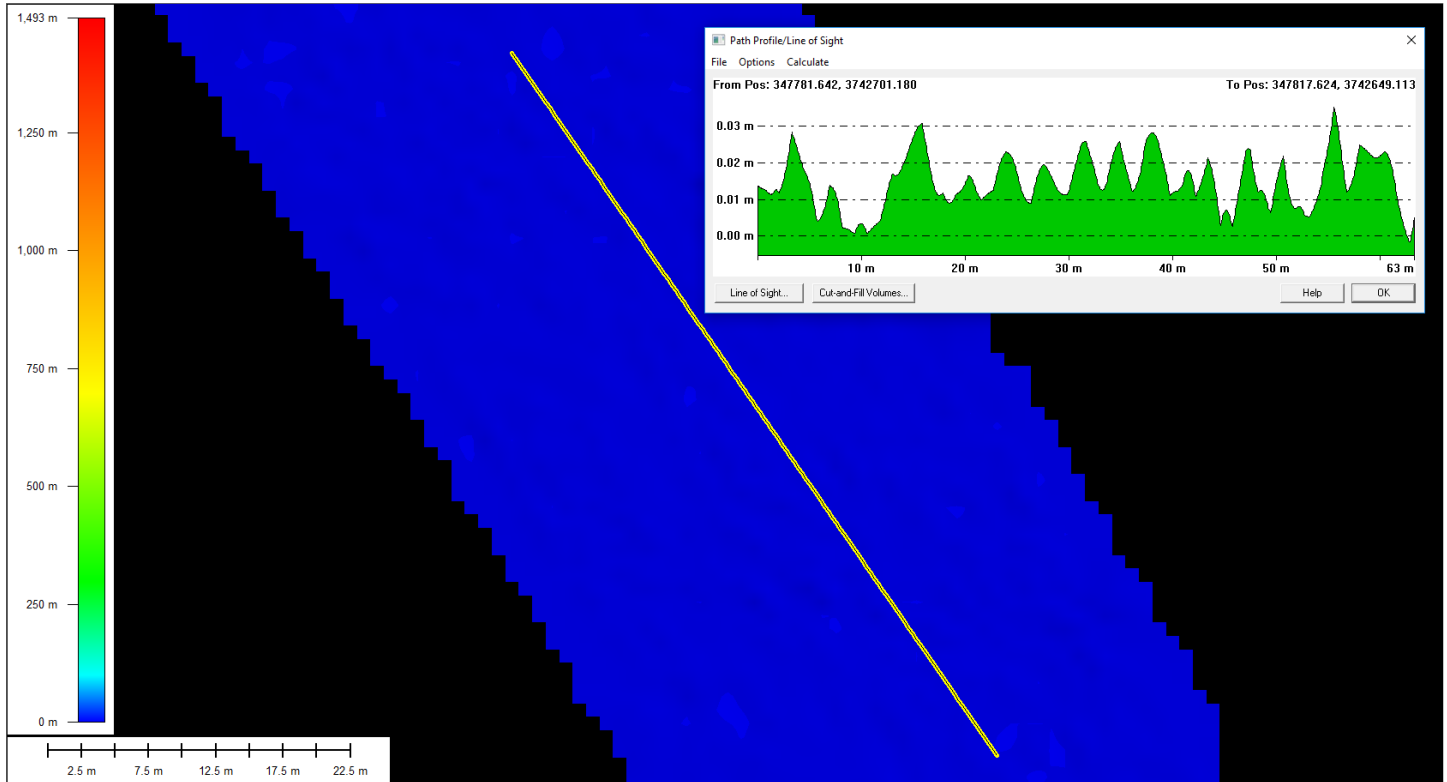 1,493 m
1,250 m
1,000 m
750 m
500 m
250 m
0 m
2.5 m 7.5 m 12.5 m 17.5 m 22.5 m
Path Profile/Line of Sight
File Options Calculate
From Pos: 347781.642, 3742701.180 To Pos: 347817.624, 3742649.113
0.03 m
0.02 m
0.01 m
0.00 m
10 m 20 m 30 m 40 m 50 m 63 m
Line of Sight... Cut-and-Fill Volumes... Help OK